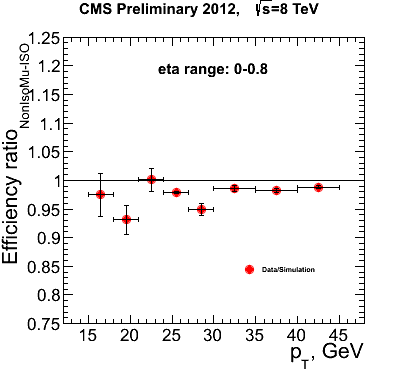 CMS Preliminary 2012, √s=8 TeV
eta range: 0-0.8
Efficiency ratio NonIsoMu-ISO
1.25
1.2
1.15
1.1
1.05
1
0.95
0.9
0.85
0.8
0.75
Data/Simulation
15 20 25 30 35 40 45
p_T, GeV